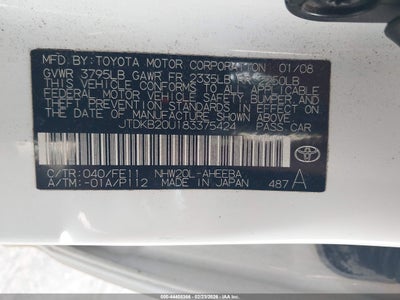 MFD. BY: TOYOTA MOTOR CORPORATION 01/08
GVWR 3795LB GAWR FR 2335LB 2250LB
THIS VEHICLE CONFORMS TO ALL APPLICABLE
FEDERAL MOTOR VEHICLE SAFETY, BUMPER, AND
THEFT PREVENTION STANDARDS IN EFFECT ON
THE DATE OF MANUFACTURE SHOWN ABOVE.
JTDKB20U183375424 PASS. CAR
C/TR: 040/FE11 NHW20L-AHEEBA
A/TM: -01A/P112 MADE IN JAPAN 487 A
TOYOTA